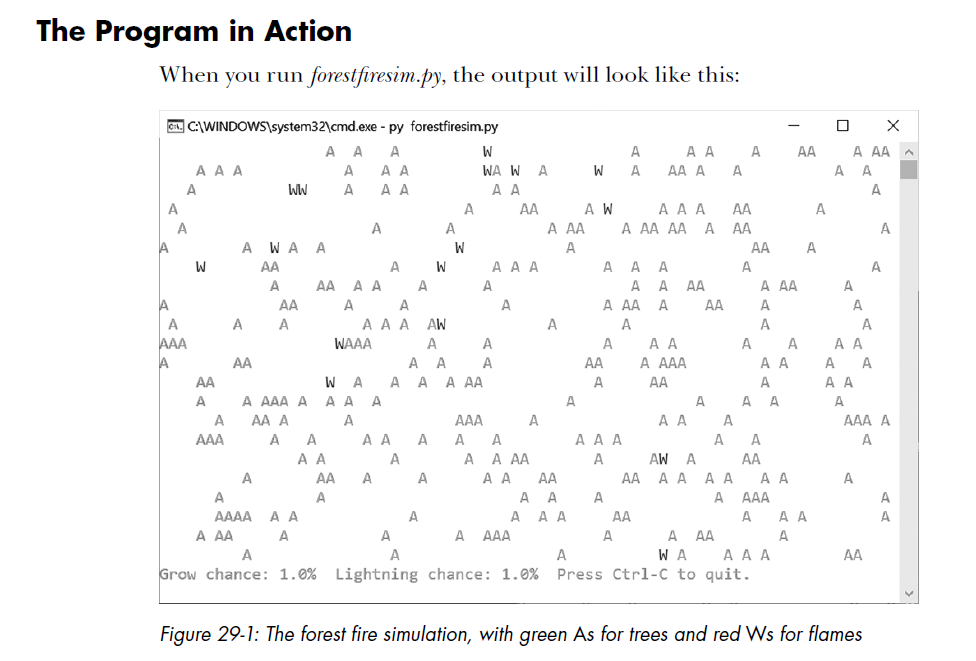 The Program in Action
When you run forestfiresim.py, the output will look like this:
C:\WINDOWS\system32\cmd.exe - py forestfiresim.py
A A A W A A A A AA A AA
A A A A A A WA W A W A AA A A A A
A WW A A A A A A
A A AA A W A A A AA A
A A A A AA A AA AA A AA A
A A W A A W A AA A
W AA A W A A A A A A A A
A AA A A A A A A AA A AA A
A AA A A A A AA A AA A A
A A A A A A AW A A A A
AAA WAAA A A A A A A A A A
A AA A A A AA A AAA A A A A
AA W A A A A AA A AA A A A
A A AAA A A A A A A A A A
A AA A A AAA A A A A AAA A
AAA A A A A A A A A A A A A A
A A A A A AA A AW A AA
A AA A A A A AA AA A A A A A A A
A A A A A A AAA A
AAAA A A A A A A AA A A A A
A AA A A A AAA A A AA A
A A A W A A A A AA
Grow chance: 1.0% Lightning chance: 1.0% Press Ctrl-C to quit.
Figure 29-1: The forest fire simulation, with green As for trees and red Ws for flames